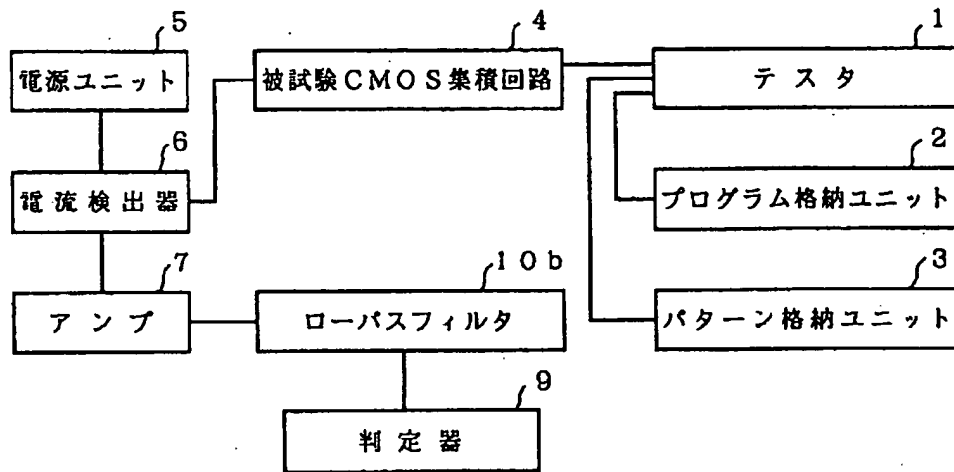 5
電源ユニット
4
被試験CMOS集積回路
1
テスタ
6
電流検出器
2
プログラム格納ユニット
7
アンプ
10b
ローパスフィルタ
3
パターン格納ユニット
9
判定器